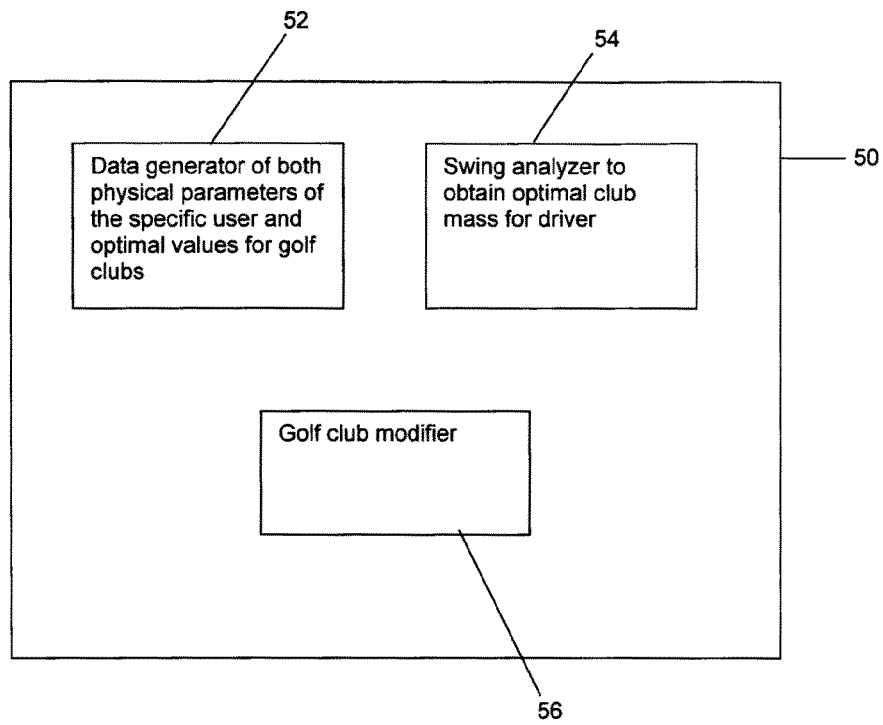 52
54
Data generator of both
physical parameters of
the specific user and
optimal values for golf
clubs
Swing analyzer to
obtain optimal club
mass for driver
50
Golf club modifier
56